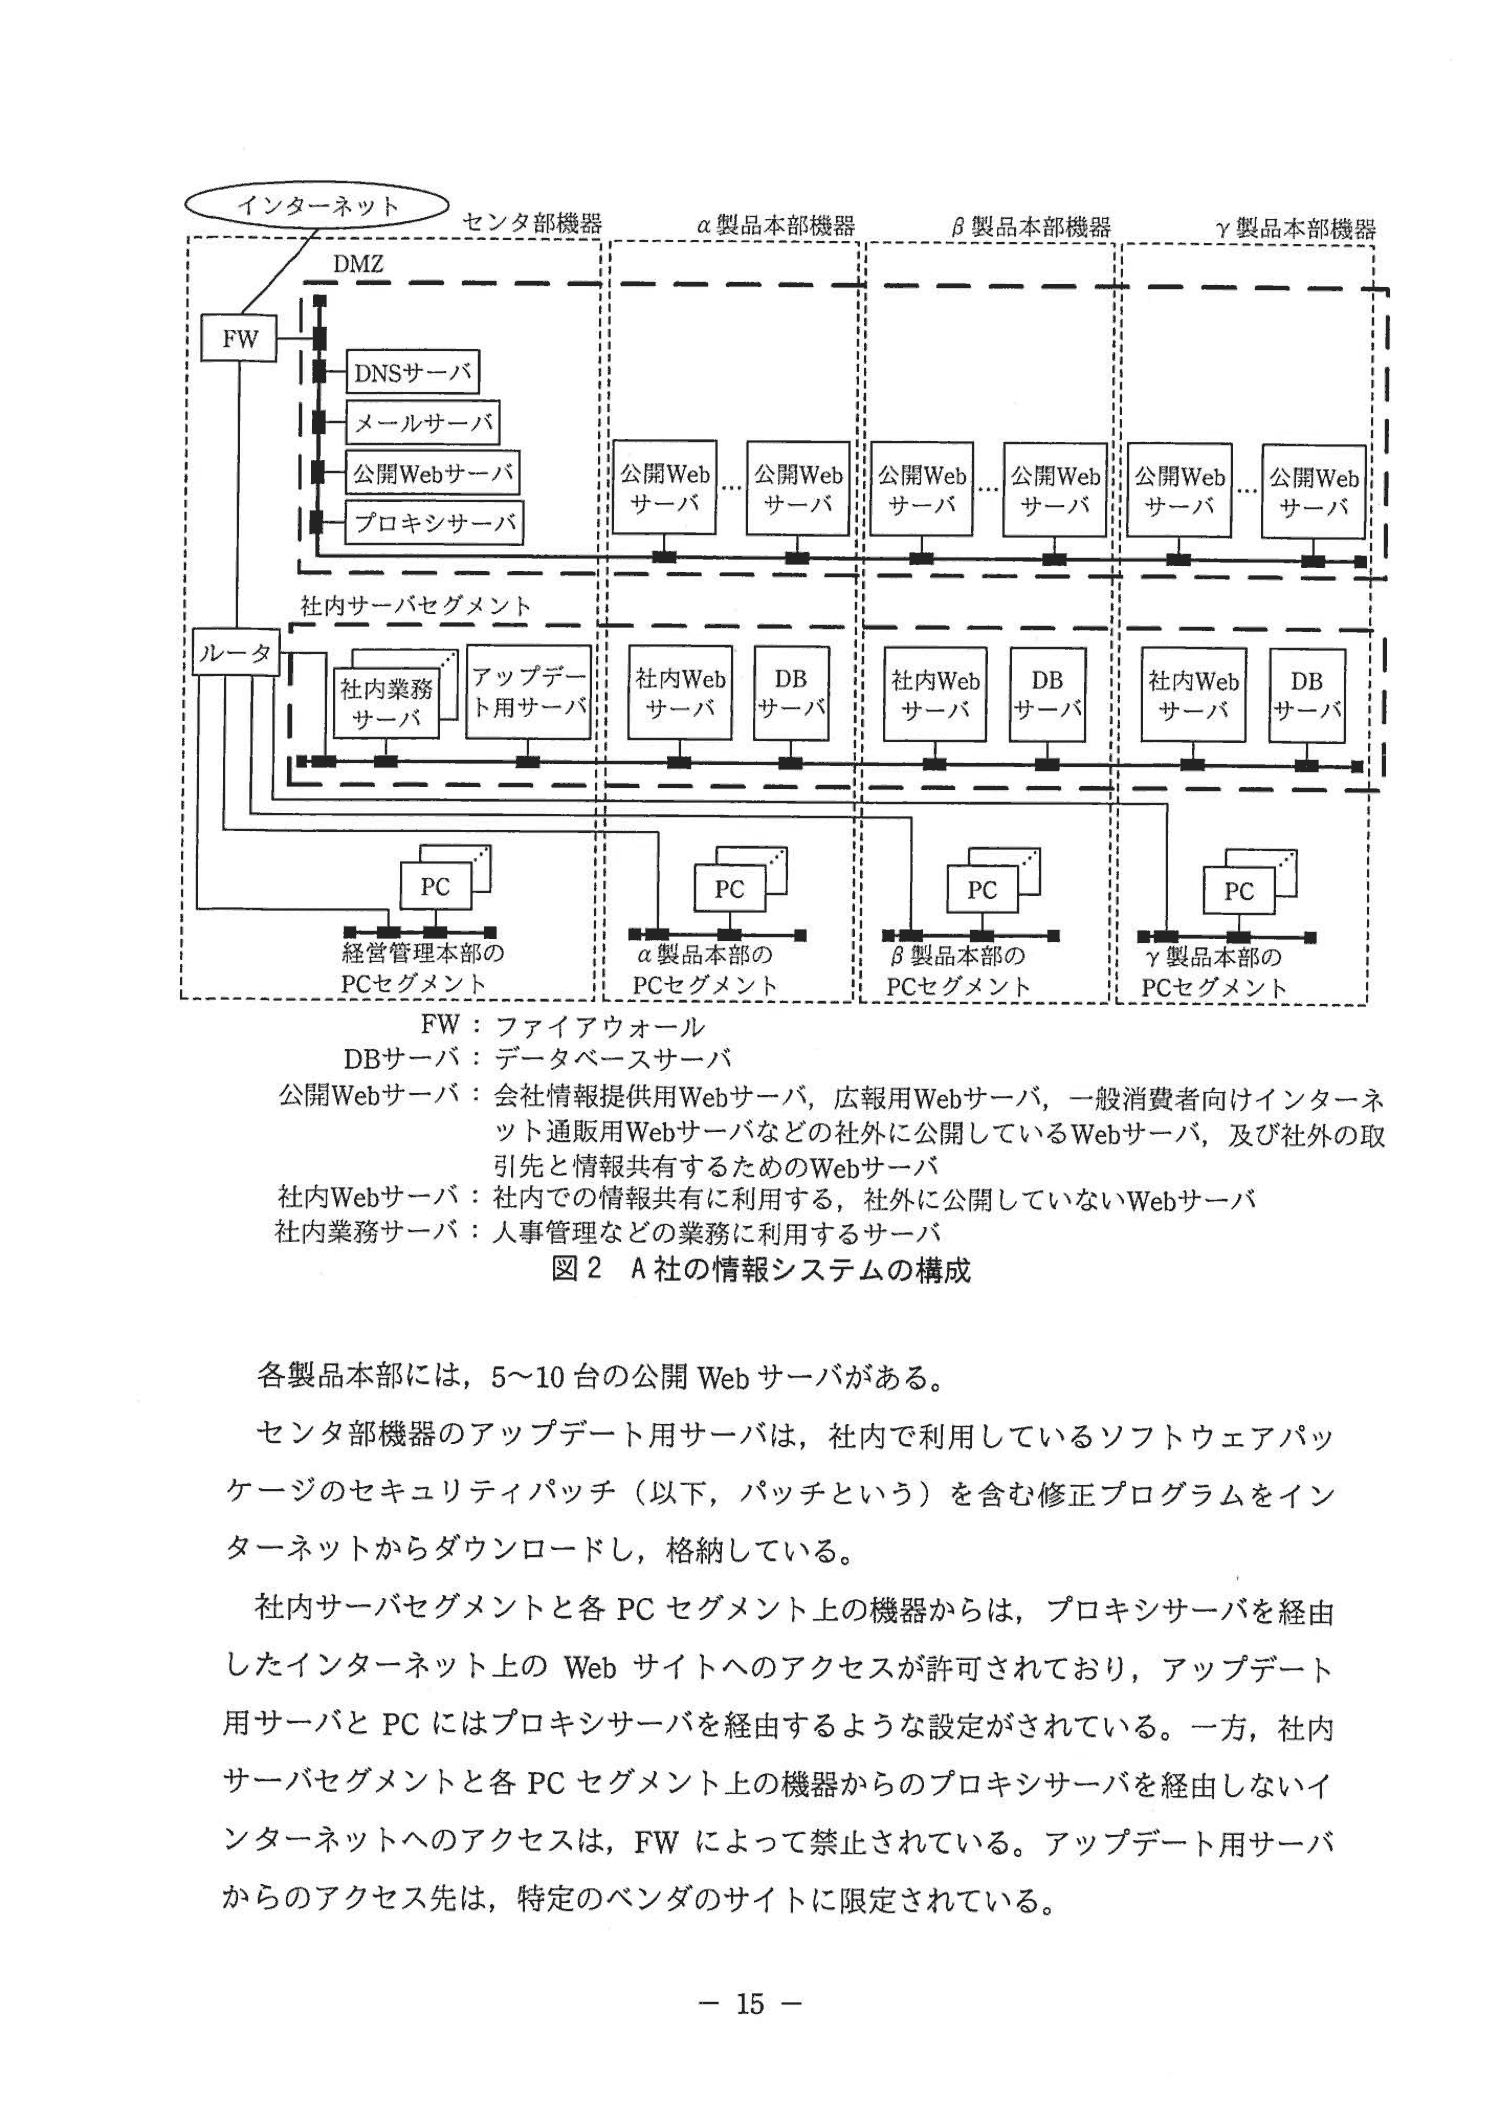 インターネット
センタ部機器
α製品本部機器
β製品本部機器
γ製品本部機器
DMZ
FW
DNSサーバ
メールサーバ
公開Webサーバ
プロキシサーバ
公開Web
サーバ
…
公開Web
サーバ
公開Web
サーバ
…
公開Web
サーバ
公開Web
サーバ
…
公開Web
サーバ
社内サーバセグメント
ルータ
社内業務
サーバ
アップデー
ト用サーバ
社内Web
サーバ
DB
サーバ
社内Web
サーバ
DB
サーバ
社内Web
サーバ
DB
サーバ
PC
PC
PC
PC
経営管理本部の
PCセグメント
α製品本部の
PCセグメント
β製品本部の
PCセグメント
γ製品本部の
PCセグメント
FW：ファイアウォール
DBサーバ：データベースサーバ
公開Webサーバ：会社情報提供用Webサーバ，広報用Webサーバ，一般消費者向けインターネ
ット通販用Webサーバなどの社外に公開しているWebサーバ，及び社外の取
引先と情報共有するためのWebサーバ
社内Webサーバ：社内での情報共有に利用する，社外に公開していないWebサーバ
社内業務サーバ：人事管理などの業務に利用するサーバ
図2　A社の情報システムの構成
各製品本部には，5～10台の公開Webサーバがある。
センタ部機器のアップデート用サーバは，社内で利用しているソフトウェアパッ
ケージのセキュリティパッチ（以下，パッチという）を含む修正プログラムをイン
ターネットからダウンロードし，格納している。
社内サーバセグメントと各PCセグメント上の機器からは，プロキシサーバを経由
したインターネット上の Web サイトへのアクセスが許可されており，アップデート
用サーバと PC にはプロキシサーバを経由するような設定がされている。一方，社内
サーバセグメントと各PCセグメント上の機器からのプロキシサーバを経由しないイ
ンターネットへのアクセスは，FW によって禁止されている。アップデート用サーバ
からのアクセス先は，特定のベンダのサイトに限定されている。
－ 15 －